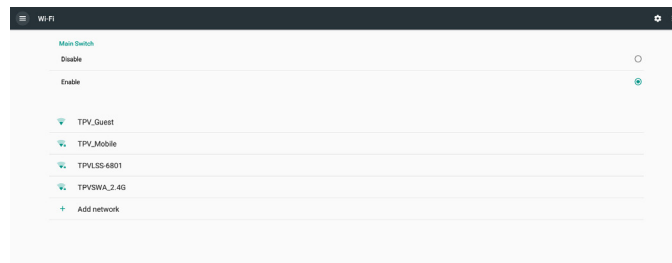 Wi-Fi
Main Switch
Disable
Enable
TPV_Guest
TPV_Mobile
TPVLSS-6801
TPVSWA_2.4G
Add network